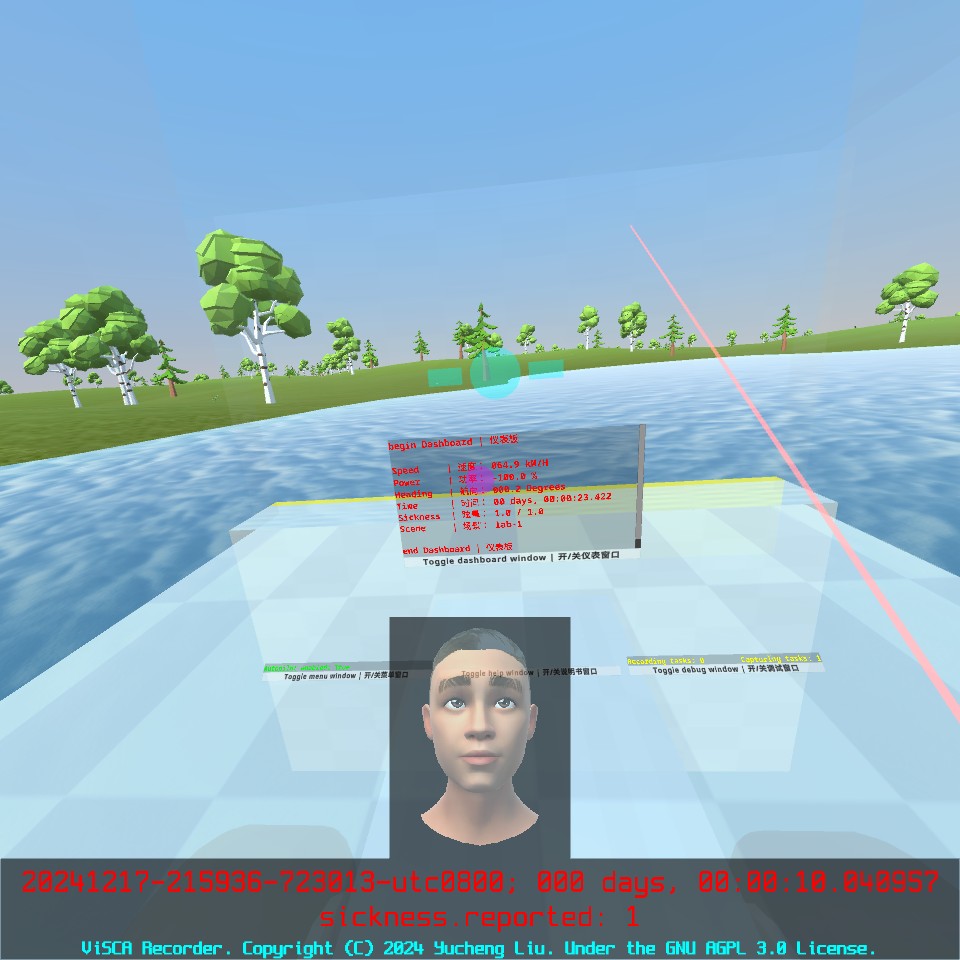 begin Dashboard | 仪表板
Speed | 速度: 064.9 kM/H
Power | 功率: -100.0 %
Heading | 航向: 000.2 Degrees
Time | 时间: 00 days, 00:00:23.422
Sickness | 眩晕: 1.0 / 1.0
Scene | 场景: lab-1
end Dashboard | 仪表板
Toggle dashboard window | 开/关仪表窗口
Autopilot enabled: True
Toggle menu window | 开/关菜单窗口
Toggle help window | 开/关说明书窗口
Recording tasks: 0 Capturing tasks: 1
Toggle debug window | 开/关调试窗口
20241217-215936-723013-utc0800; 000 days, 00:00:10.040957
sickness.reported: 1
ViSCA Recorder. Copyright (C) 2024 Yucheng Liu. Under the GNU AGPL 3.0 License.